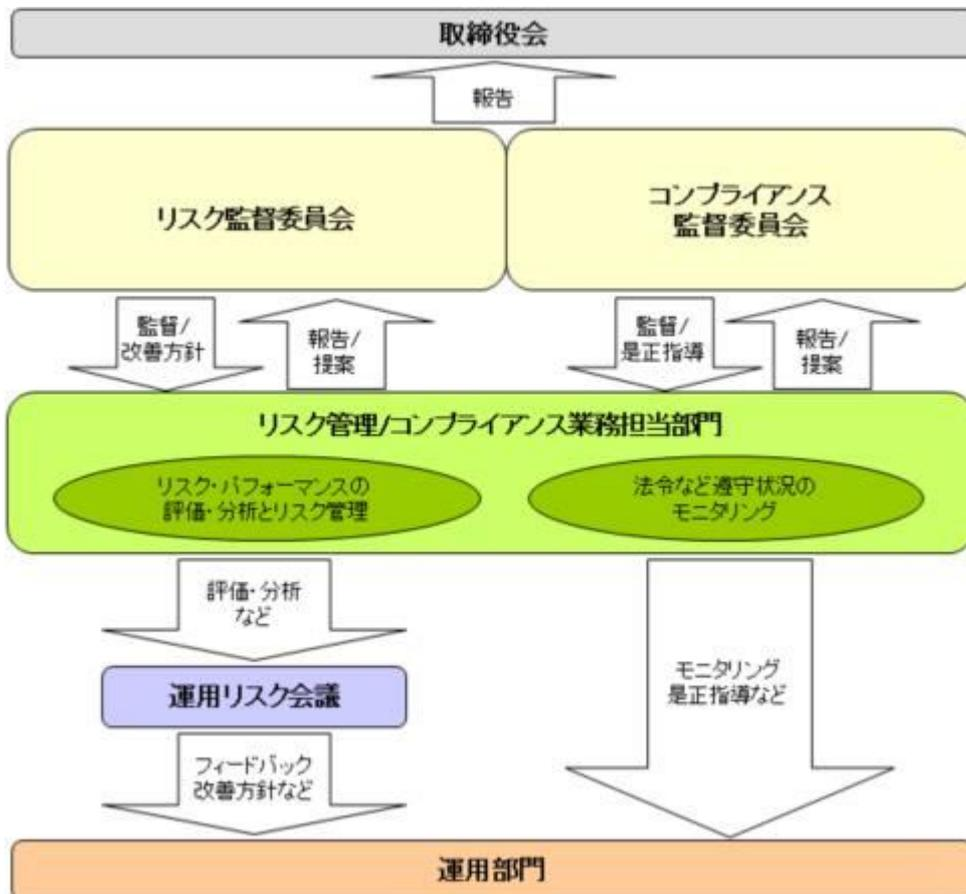 取締役会
報告
リスク監督委員会
コンプライアンス
監督委員会
監督/
改善方針
報告/
提案
監督/
是正指導
報告/
提案
リスク管理/コンプライアンス業務担当部門
リスク・パフォーマンスの
評価・分析とリスク管理
法令など遵守状況の
モニタリング
評価・分析
など
運用リスク会議
モニタリング
是正指導など
フィードバック
改善方針など
運用部門